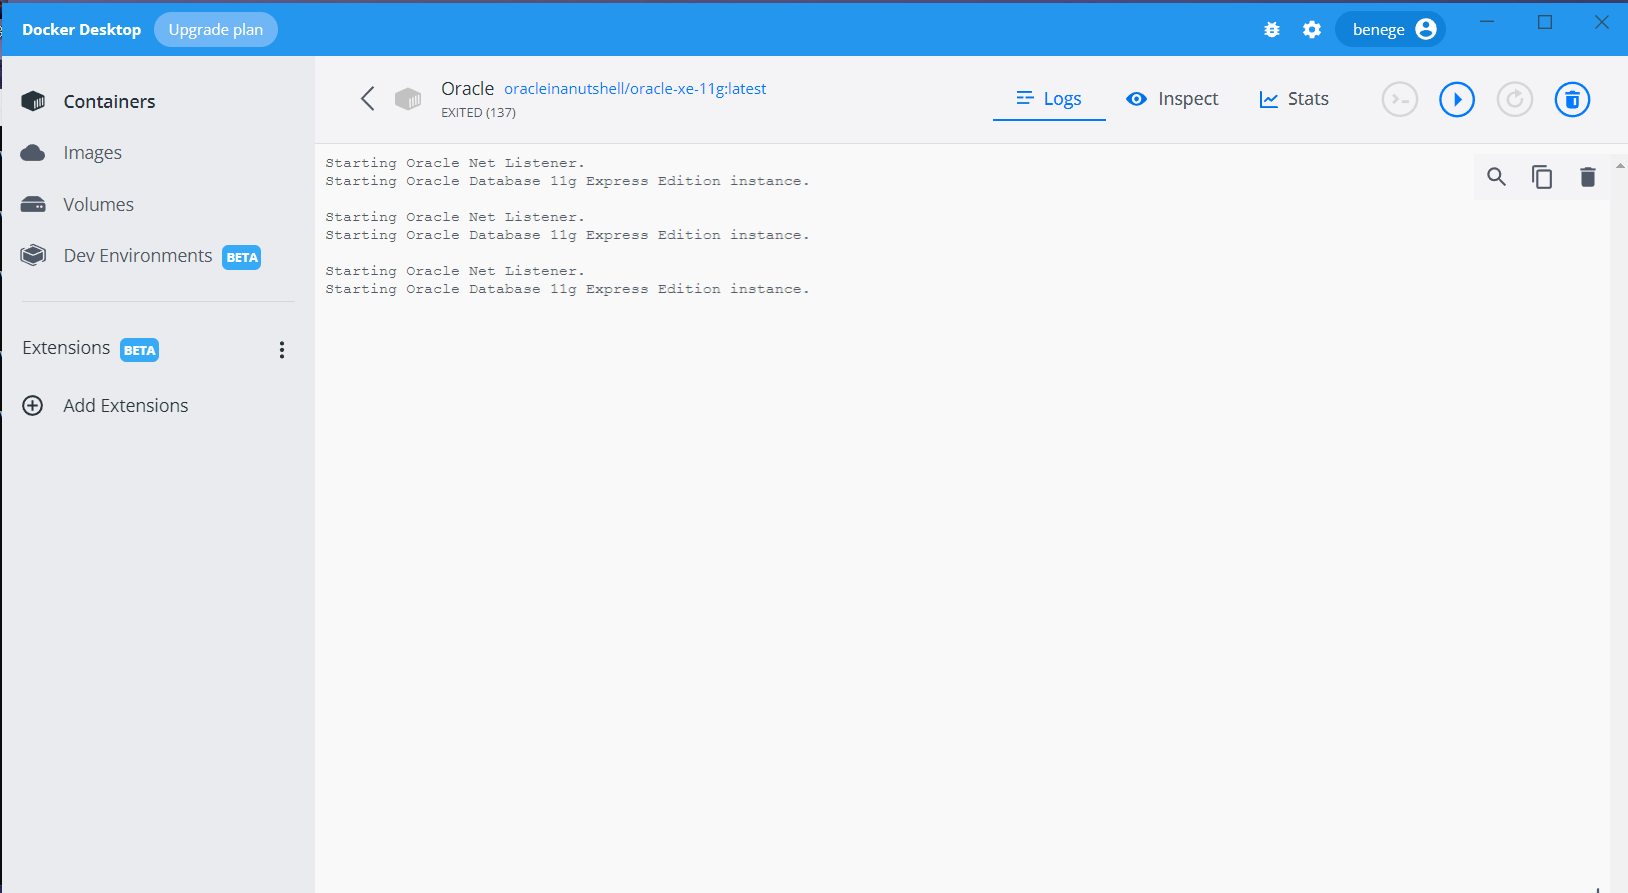 Docker Desktop Upgrade plan benege
Containers
Images
Volumes
Dev Environments BETA
Extensions BETA
Add Extensions
Oracle oracleinanutshell/oracle-xe-11g:latest
EXITED (137)
Logs Inspect Stats
Starting Oracle Net Listener.
Starting Oracle Database 11g Express Edition instance.
Starting Oracle Net Listener.
Starting Oracle Database 11g Express Edition instance.
Starting Oracle Net Listener.
Starting Oracle Database 11g Express Edition instance.